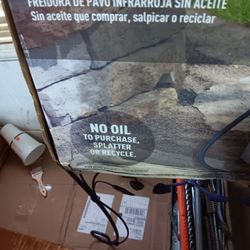 FREIDORA DE PAVO INFRARROJA SIN ACEITE
Sin aceite que comprar, salpicar o reciclar
NO OIL
TO PURCHASE,
SPLATTER
OR RECYCLE.